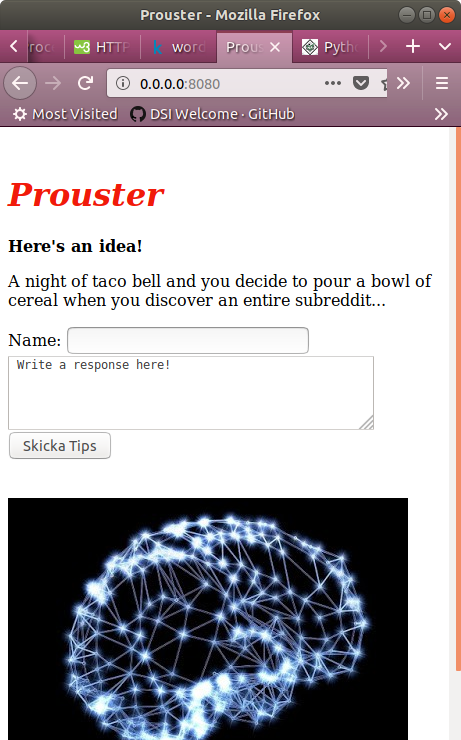 Prouster - Mozilla Firefox
roce
HTTP
word
Prous
Pytho
0.0.0.0:8080
Most Visited
DSI Welcome · GitHub
Prouster
Here's an idea!
A night of taco bell and you decide to pour a bowl of
cereal when you discover an entire subreddit...
Name:
Write a response here!
Skicka Tips